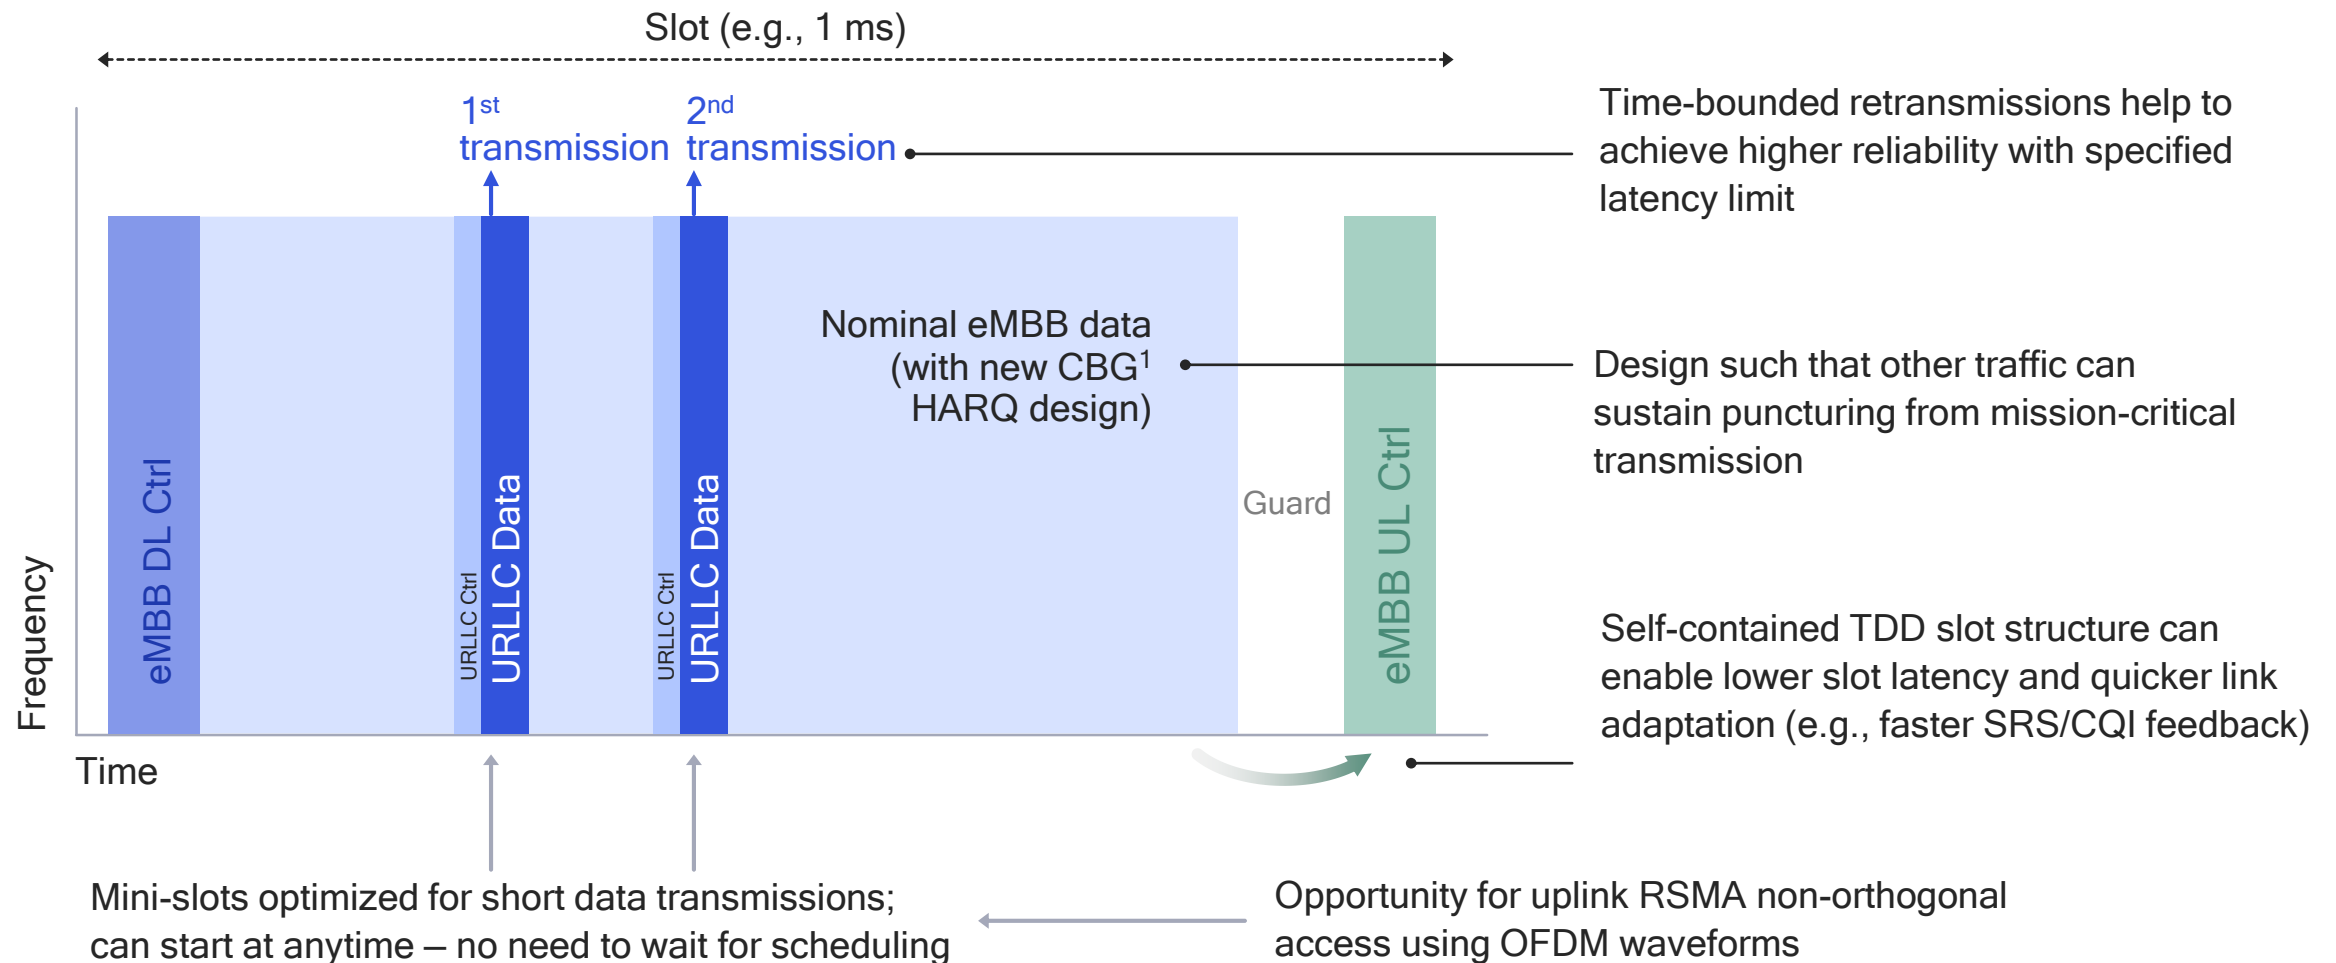 Slot (e.g., 1 ms)
1st
transmission
2nd
transmission
Time-bounded retransmissions help to
achieve higher reliability with specified
latency limit
Nominal eMBB data
(with new CBG1
HARQ design)
Design such that other traffic can
sustain puncturing from mission-critical
transmission
Frequency
eMBB DL Ctrl
URLLC Ctrl
URLLC Data
URLLC Ctrl
URLLC Data
Guard
eMBB UL Ctrl
Self-contained TDD slot structure can
enable lower slot latency and quicker link
adaptation (e.g., faster SRS/CQI feedback)
Time
Mini-slots optimized for short data transmissions;
can start at anytime – no need to wait for scheduling
Opportunity for uplink RSMA non-orthogonal
access using OFDM waveforms